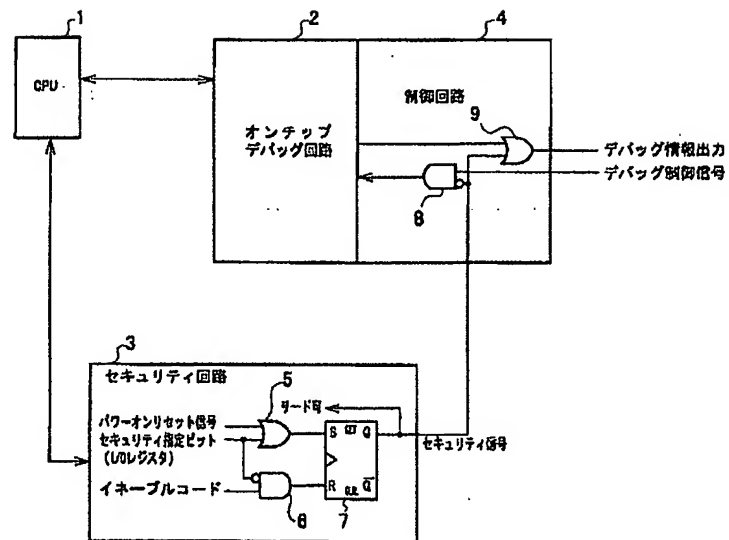 1
CPU
2
オンチップ
デバッグ回路
4
制御回路
9
デバッグ情報出力
デバッグ制御信号
8
3
セキュリティ回路
5
リード可
パワーオンリセット信号
セキュリティ指定ビット
(I/Oレジスタ)
イネーブルコード
6
S SET Q
R CLR Q̅
7
セキュリティ信号